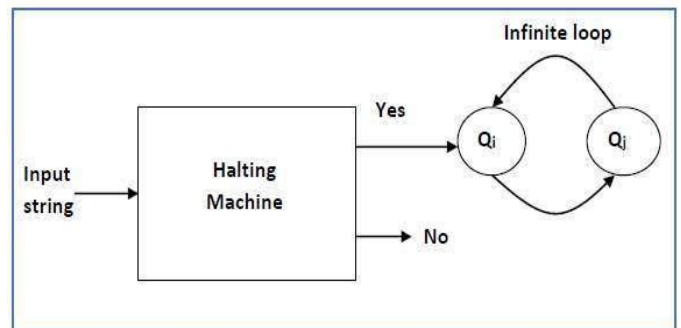 Infinite loop
Yes
Qi
Qj
Input
string
Halting
Machine
No